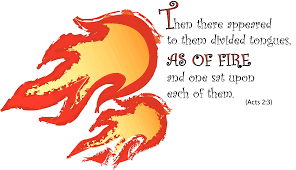 Then there appeared
to them divided tongues,
AS OF FIRE
and one sat upon
each of them.
(Acts 2:3)